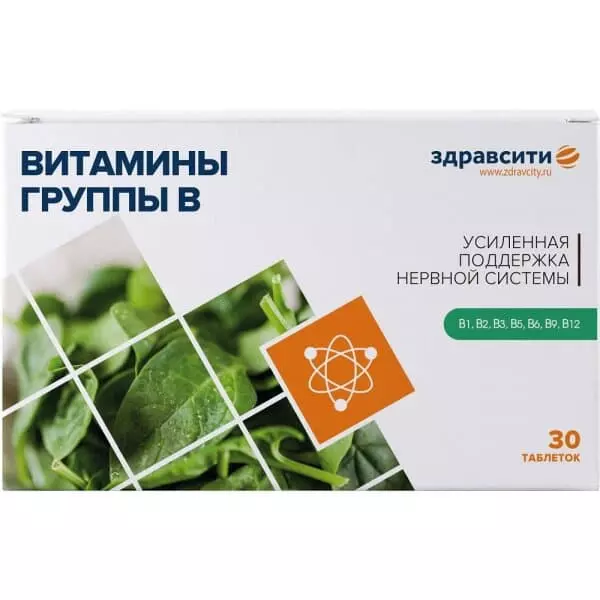 ВИТАМИНЫ
ГРУППЫ В
здравсити
www.zdravcity.ru
УСИЛЕННАЯ
ПОДДЕРЖКА
НЕРВНОЙ СИСТЕМЫ
B1, B2, B3, B5, B6, B9, B12
30
ТАБЛЕТОК